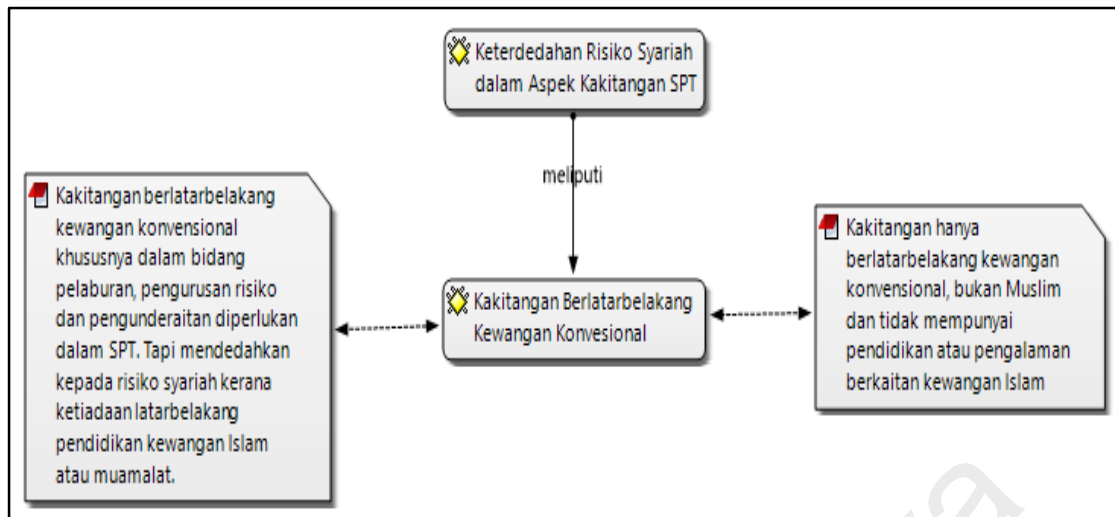 Keterdedahan Risiko Syariah
dalam Aspek Kakitangan SPT
meliputi
Kakitangan berlatarbelakang
kewangan konvensional
khususnya dalam bidang
pelaburan, pengurusan risiko
dan pengunderaitan diperlukan
dalam SPT. Tapi mendedahkan
kepada risiko syariah kerana
ketiadaan latarbelakang
pendidikan kewangan Islam
atau muamalat.
Kakitangan Berlatarbelakang
Kewangan Konvesional
Kakitangan hanya
berlatarbelakang kewangan
konvensional, bukan Muslim
dan tidak mempunyai
pendidikan atau pengalaman
berkaitan kewangan Islam